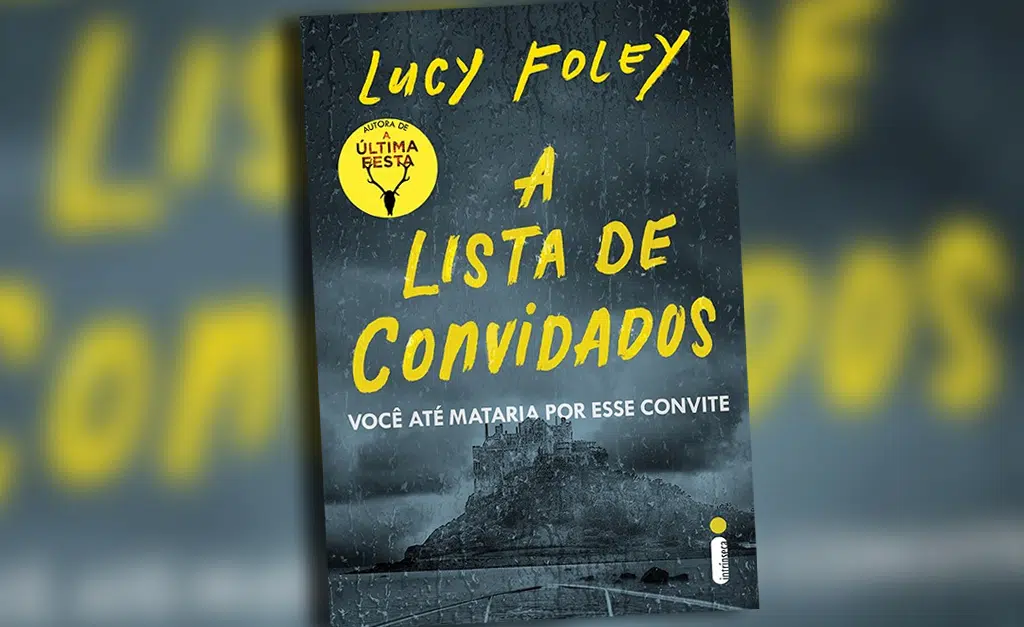 LUCY FOLEY
AUTORA DE
A
ÚLTIMA
FESTA
A
LISTA DE
CONViDADOS
VOCÊ ATÉ MATARIA POR ESSE CONVITE
intrínseca